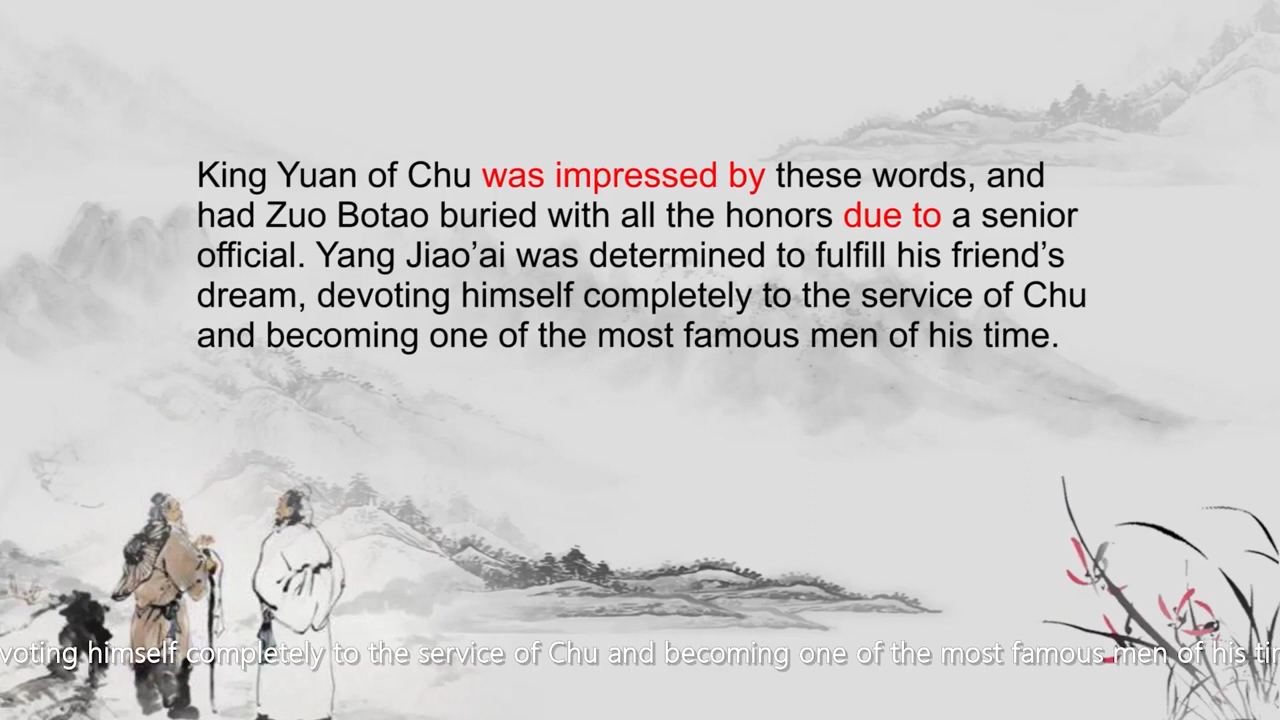 King Yuan of Chu was impressed by these words, and
had Zuo Botao buried with all the honors due to a senior
official. Yang Jiao’ai was determined to fulfill his friend’s
dream, devoting himself completely to the service of Chu
and becoming one of the most famous men of his time.
himself completely to the service of Chu and becoming one of the most famous men of his